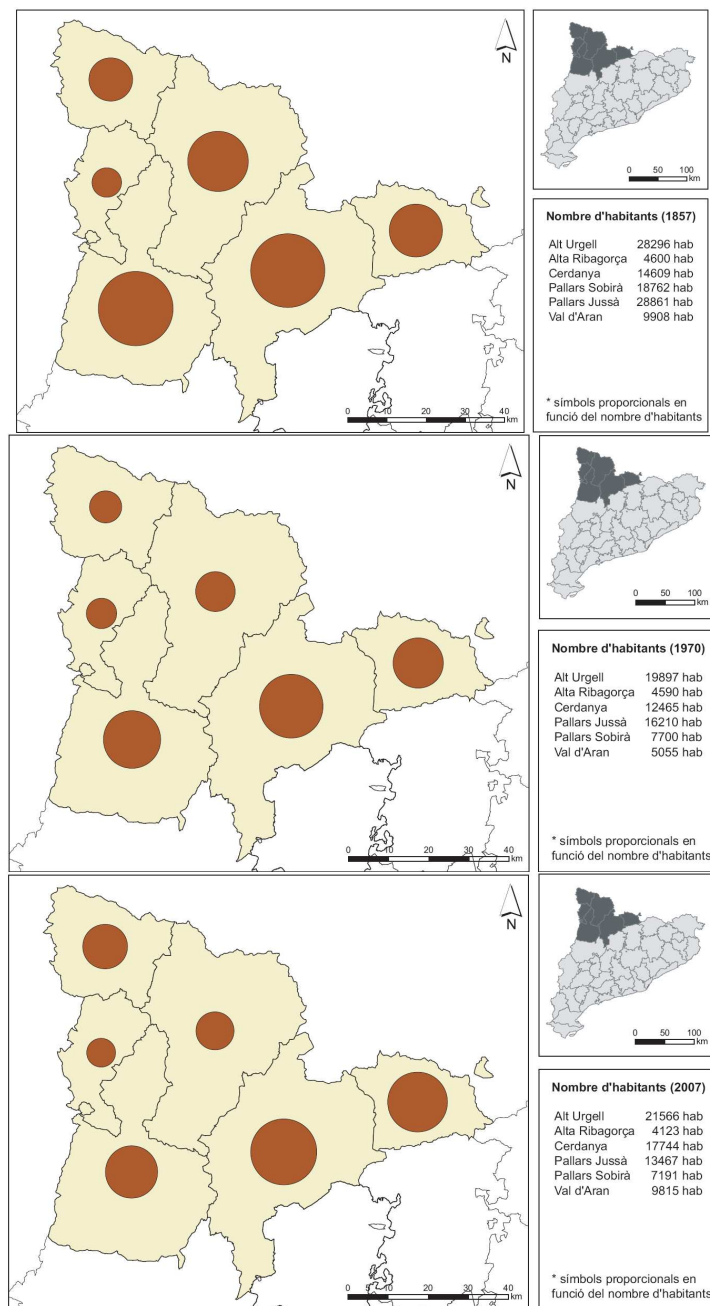 N
0 50 100
km
Nombre d'habitants (1857)
Alt Urgell 28296 hab
Alta Ribagorça 4600 hab
Cerdanya 14609 hab
Pallars Sobirà 18762 hab
Pallars Jussà 28861 hab
Val d'Aran 9908 hab
* símbols proporcionals en
funció del nombre d'habitants
0 10 20 30 40
km
N
0 50 100
km
Nombre d'habitants (1970)
Alt Urgell 19897 hab
Alta Ribagorça 4590 hab
Cerdanya 12465 hab
Pallars Jussà 16210 hab
Pallars Sobirà 7700 hab
Val d'Aran 5055 hab
* símbols proporcionals en
funció del nombre d'habitants
0 10 20 30 40
km
N
0 50 100
km
Nombre d'habitants (2007)
Alt Urgell 21566 hab
Alta Ribagorça 4123 hab
Cerdanya 17744 hab
Pallars Jussà 13467 hab
Pallars Sobirà 7191 hab
Val d'Aran 9815 hab
* símbols proporcionals en
funció del nombre d'habitants
0 5 10 20 30 40
km